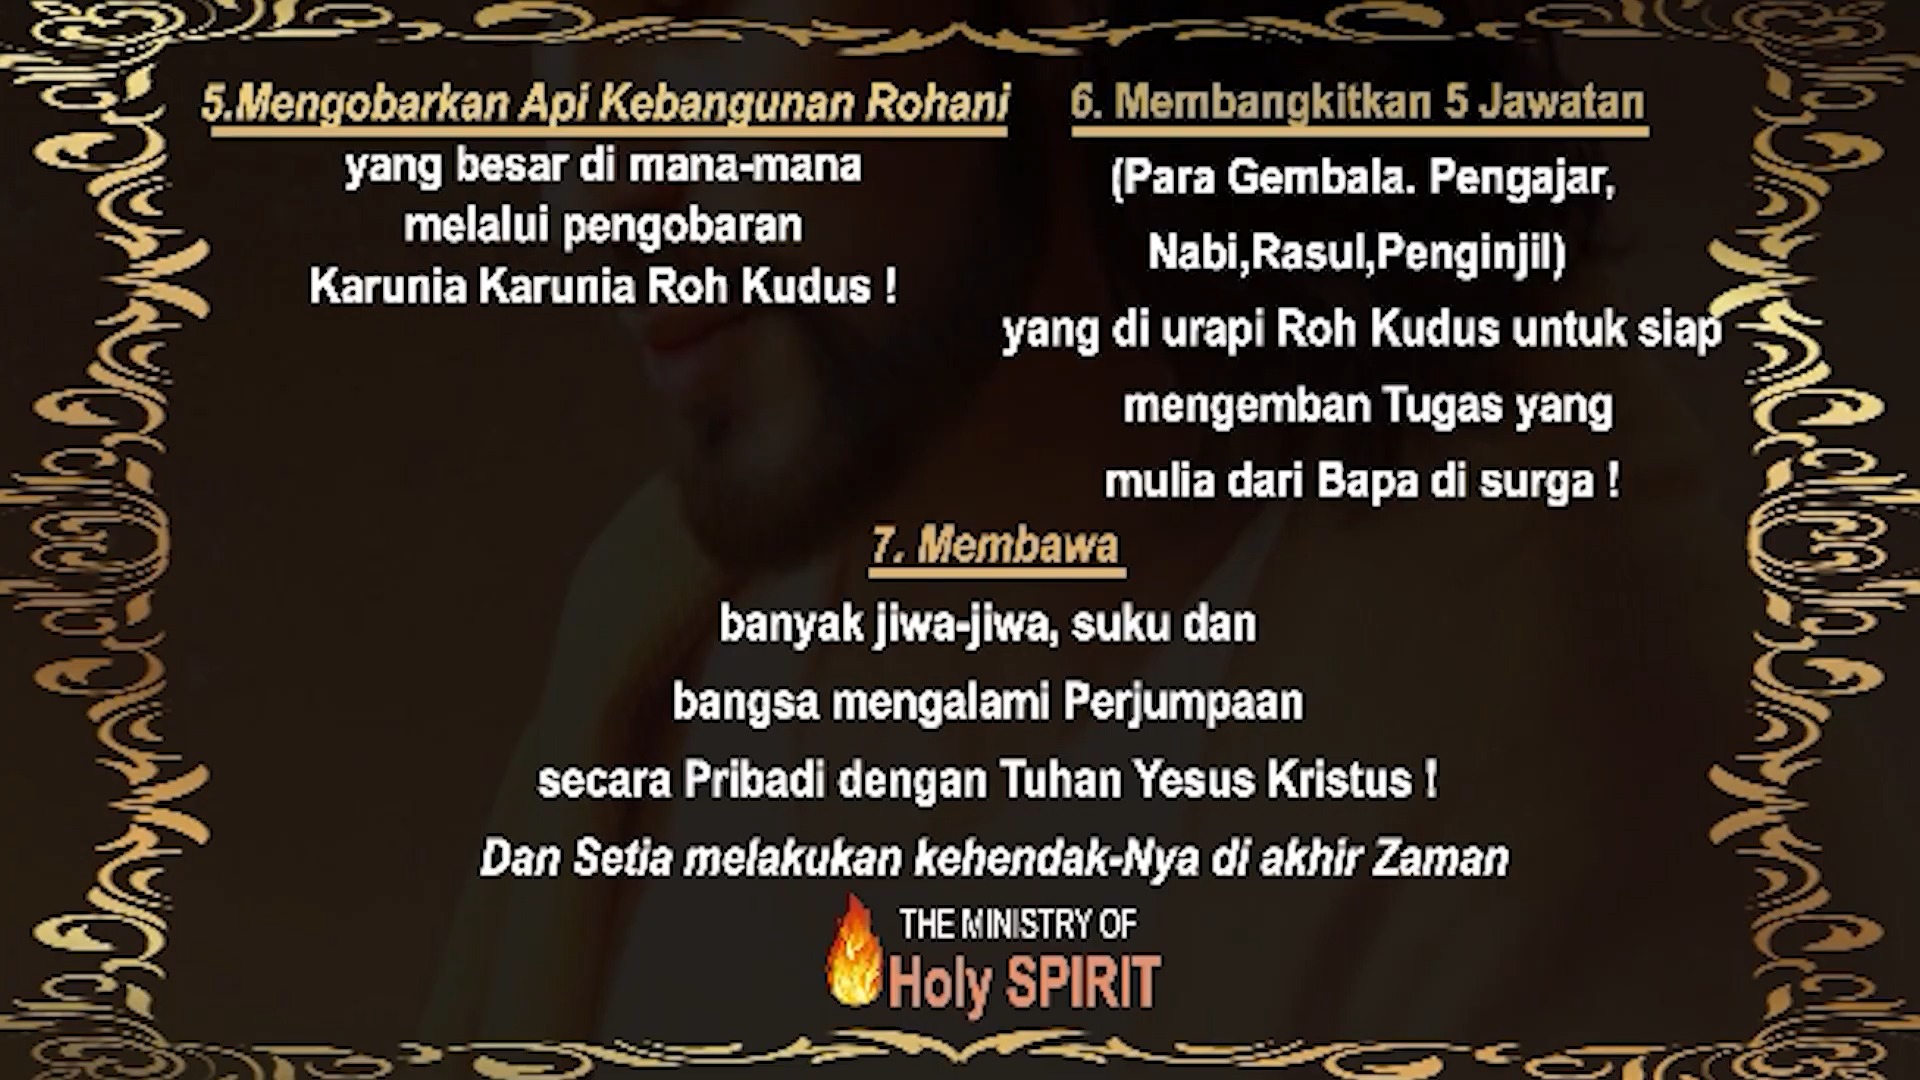 5.Mengobarkan Api Kebangunan Rohani
yang besar di mana-mana
melalui pengobaran
Karunia Karunia Roh Kudus !
6. Membangkitkan 5 Jawatan
(Para Gembala. Pengajar,
Nabi,Rasul,Penginjil)
yang di urapi Roh Kudus untuk siap
mengemban Tugas yang
mulia dari Bapa di surga !
7. Membawa
banyak jiwa-jiwa, suku dan
bangsa mengalami Perjumpaan
secara Pribadi dengan Tuhan Yesus Kristus !
Dan Setia melakukan kehendak-Nya di akhir Zaman
THE MINISTRY OF
Holy SPIRIT